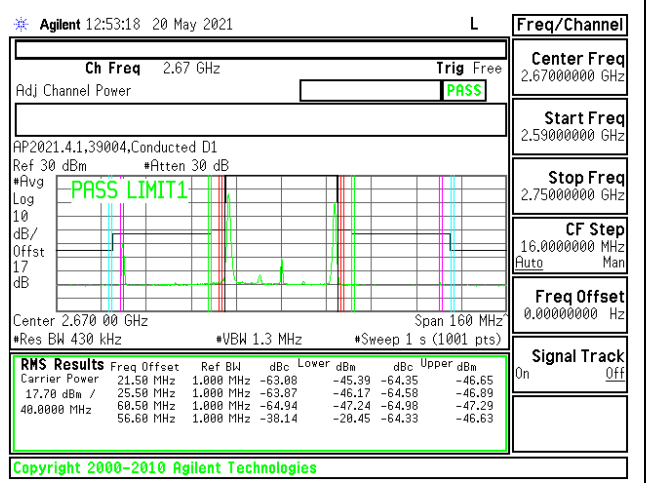 Agilent 12:53:18 20 May 2021 L
Freq/Channel
Ch Freq 2.67 GHz Trig Free
Adj Channel Power PASS
Center Freq
2.67000000 GHz
Start Freq
2.59000000 GHz
Stop Freq
2.75000000 GHz
CF Step
16.0000000 MHz
Auto Man
Freq Offset
0.00000000 Hz
Signal Track
On Off
AP2021.4.1,39004,Conducted D1
Ref 30 dBm #Atten 30 dB
#Avg
Log
10
dB/
Offst
17
dB
PASS LIMIT1
Center 2.670 00 GHz Span 160 MHz^
#Res BW 430 kHz #VBW 1.3 MHz #Sweep 1 s (1001 pts)
RMS Results Freq Offset Ref BW dBc Lower dBm dBc Upper dBm
Carrier Power 21.50 MHz 1.000 MHz -63.08 -45.39 -64.35 -46.65
17.70 dBm / 25.50 MHz 1.000 MHz -63.87 -46.17 -64.58 -46.89
40.0000 MHz 60.50 MHz 1.000 MHz -64.94 -47.24 -64.98 -47.29
56.60 MHz 1.000 MHz -38.14 -20.45 -64.33 -46.63
Copyright 2000-2010 Agilent Technologies